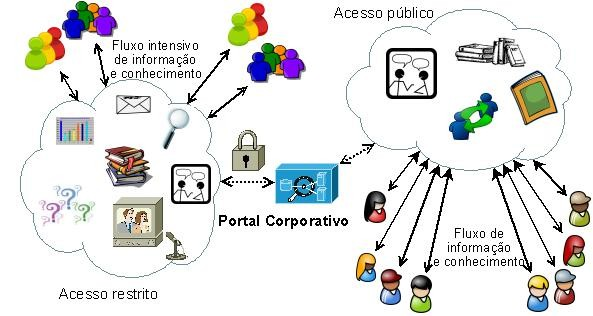 Acesso público
Fluxo intensivo
de informação
e conhecimento
Portal Corporativo
Fluxo de
informação
e conhecimento
Acesso restrito